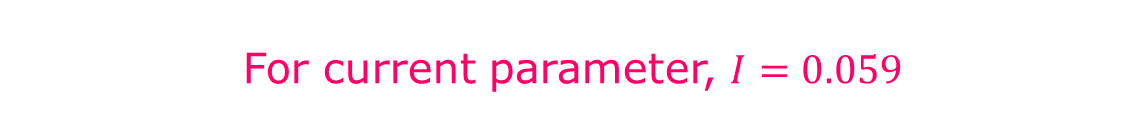 For current parameter, I = 0.059